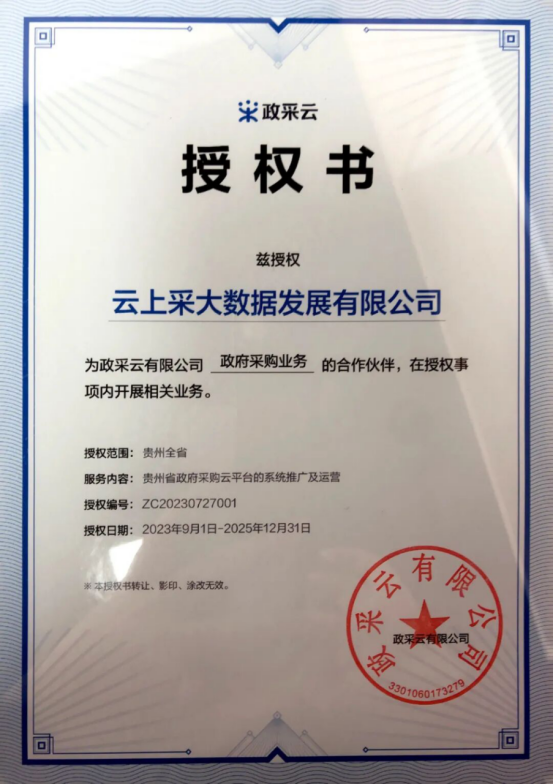 政采云
授权书
兹授权
云上采大数据发展有限公司
为政采云有限公司 政府采购业务 的合作伙伴，在授权事
项内开展相关业务。
授权范围： 贵州全省
服务内容： 贵州省政府采购云平台的系统推广及运营
授权编号： ZC20230727001
授权日期： 2023年9月1日-2025年12月31日
本授权书转让、影印、涂改无效。
政采云有限公司
政采云有限公司
3301060173279